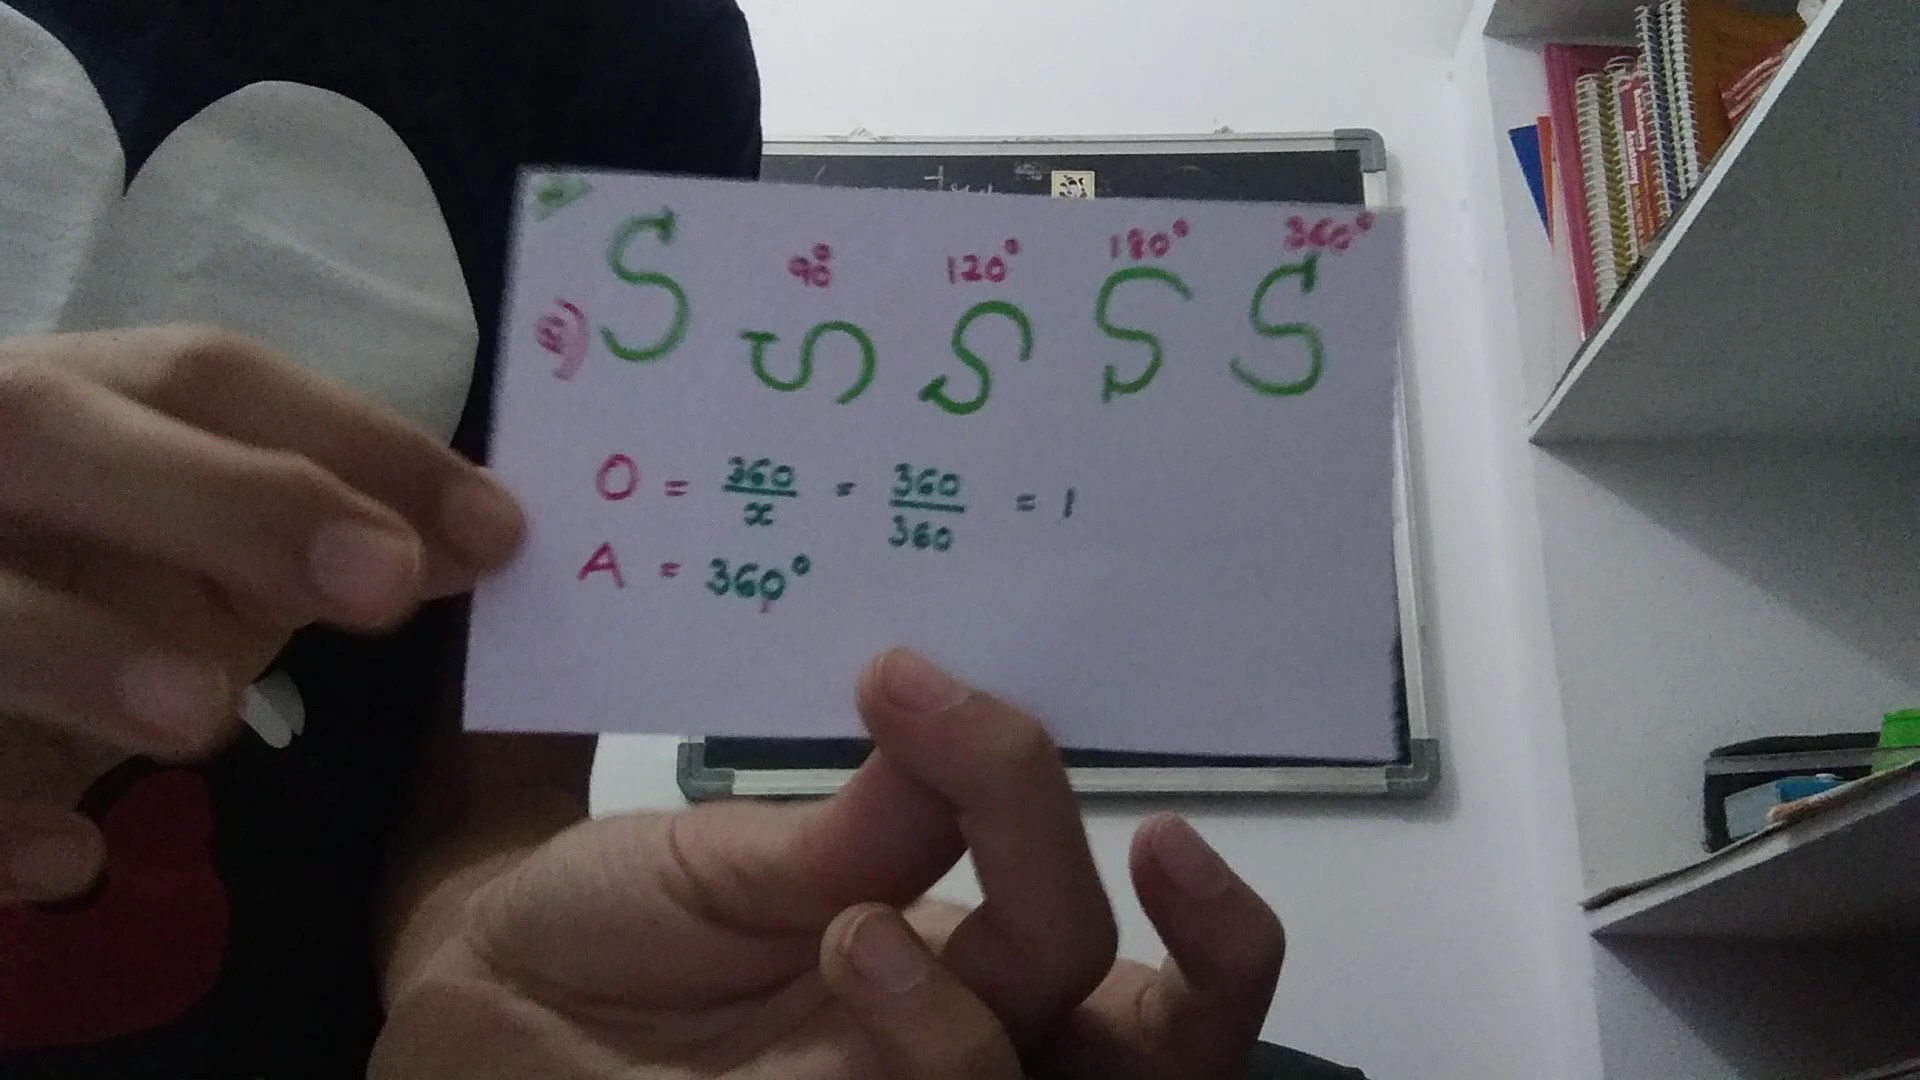 S 90° 120° 180° 360°
S S S S
O = 360/x = 360/360 = 1
A = 360°